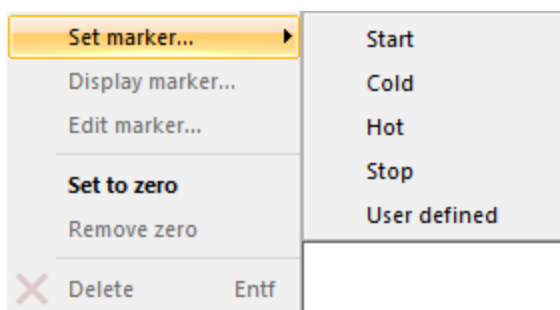 Set marker...
Display marker...
Edit marker...
Set to zero
Remove zero
Delete Entf
Start
Cold
Hot
Stop
User defined